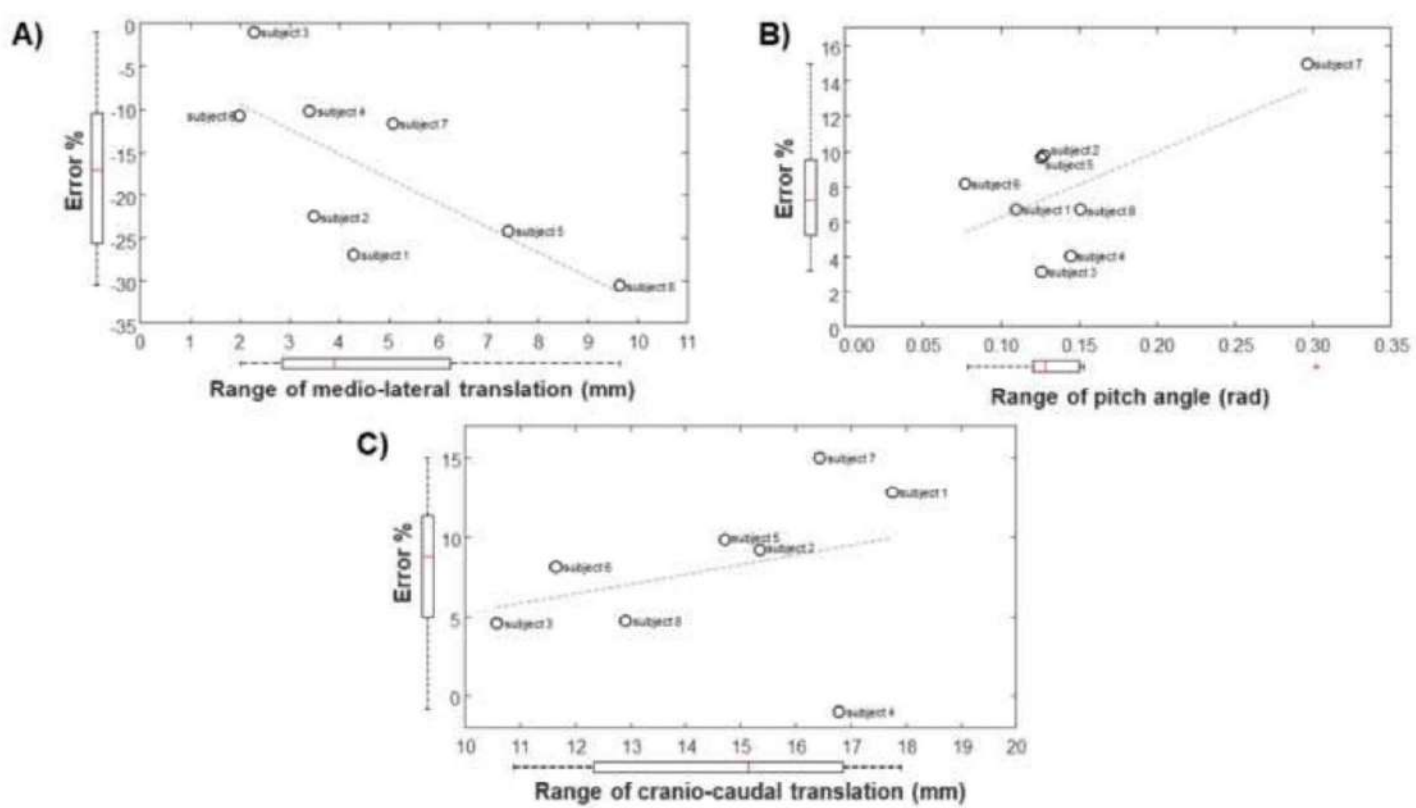 A)
0
-5
-10
-15
-20
-25
-30
-35
Error %
subject 3
subject 6
subject 4
subject 7
subject 2
subject 1
subject 5
subject 8
0 1 2 3 4 5 6 7 8 9 10 11
Range of medio-lateral translation (mm)
B)
16
14
12
10
8
6
4
2
0
Error %
subject 7
subject 2
subject 5
subject 6
subject 1
subject 8
subject 4
subject 3
0.00 0.05 0.10 0.15 0.20 0.25 0.30 0.35
Range of pitch angle (rad)
C)
15
10
5
0
Error %
subject 7
subject 1
subject 5
subject 2
subject 6
subject 3
subject 8
subject 4
10 11 12 13 14 15 16 17 18 19 20
Range of cranio-caudal translation (mm)